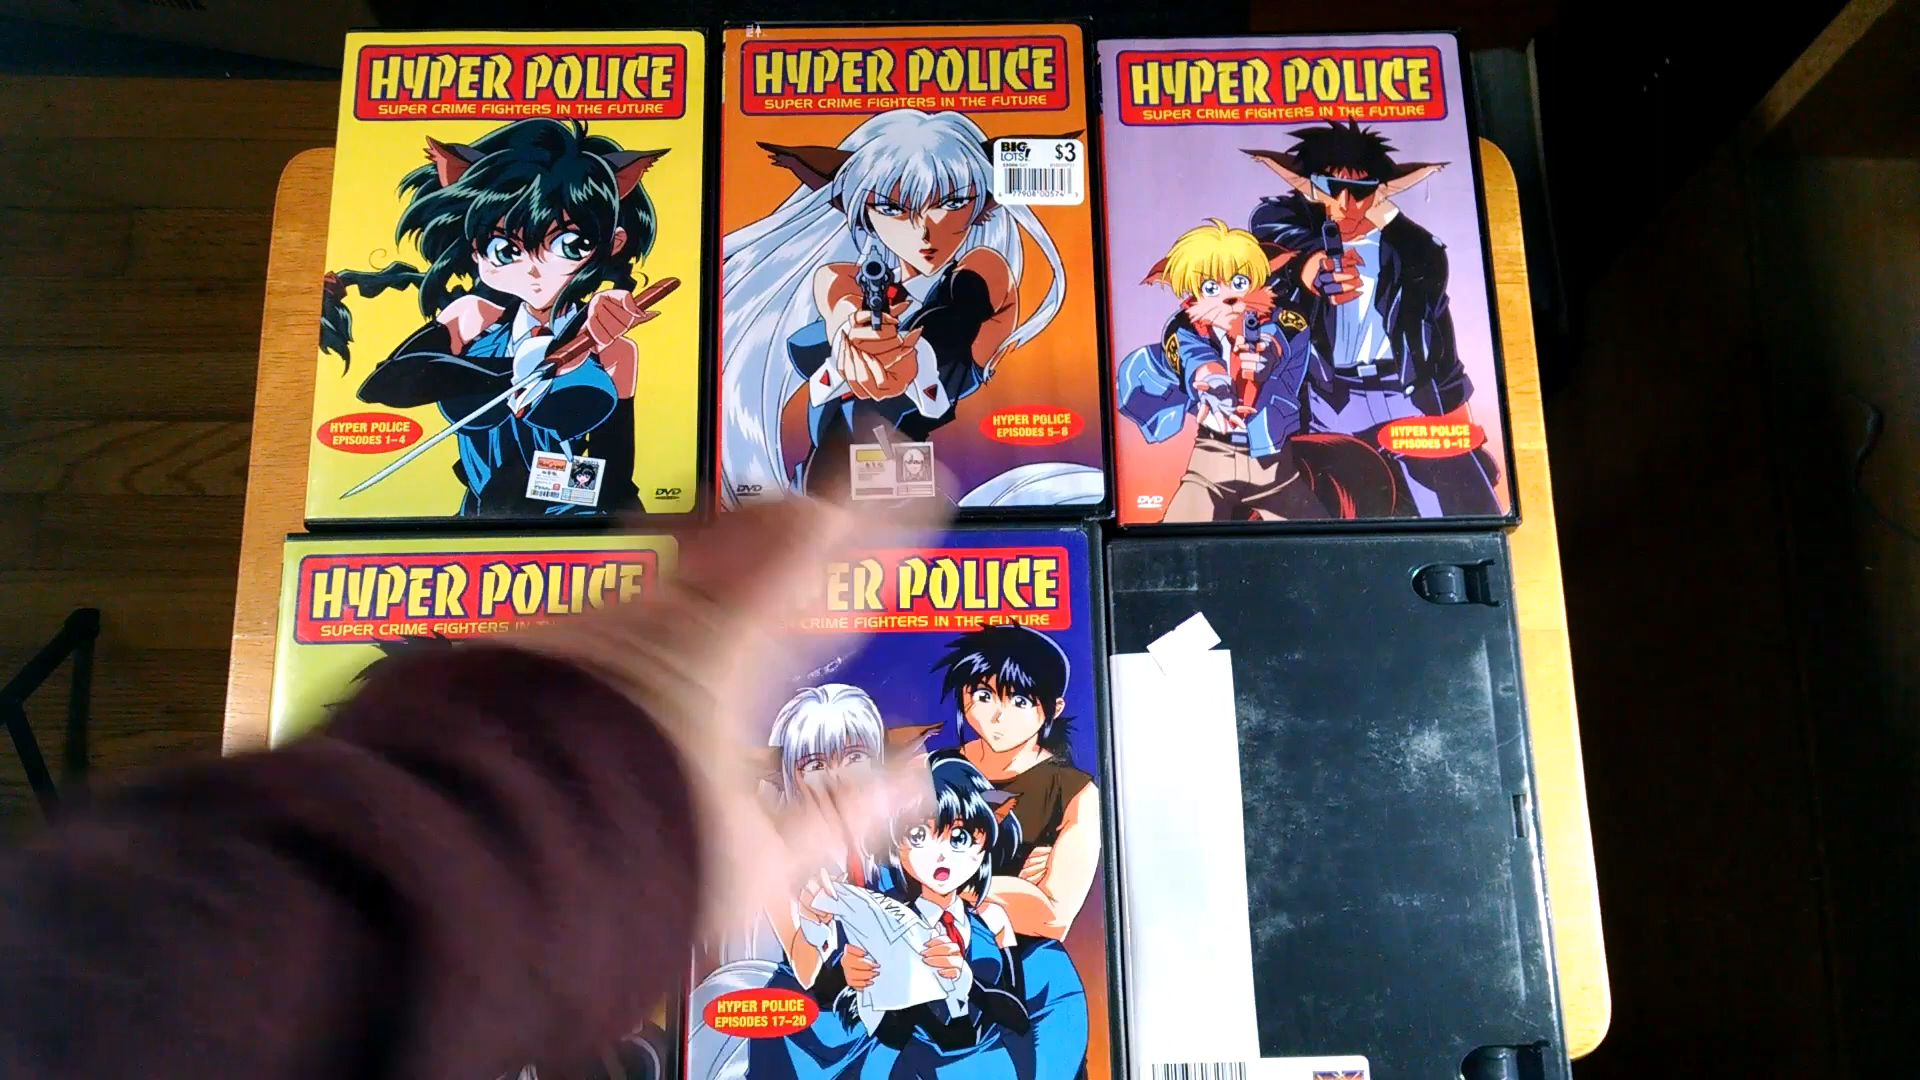 HYPER POLICE
SUPER CRIME FIGHTERS IN THE FUTURE
HYPER POLICE
EPISODES 1-4
DVD
HYPER POLICE
SUPER CRIME FIGHTERS IN THE FUTURE
BIG LOTS!
$3
77908 00574
HYPER POLICE
EPISODES 5-8
DVD
HYPER POLICE
SUPER CRIME FIGHTERS IN THE FUTURE
HYPER POLICE
EPISODES 9-12
DVD
HYPER POLICE
SUPER CRIME FIGHTERS IN
ER POLICE
CRIME FIGHTERS IN THE FUTURE
WAN
HYPER POLICE
EPISODES 17-20